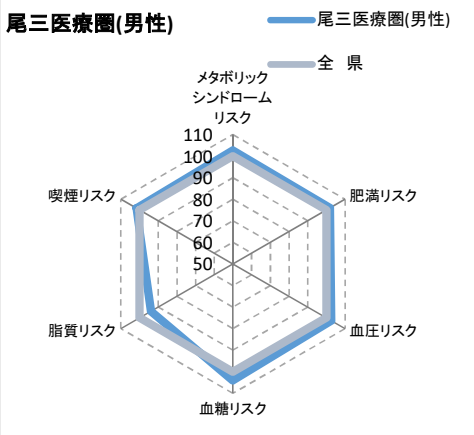 尾三医療圏(男性)
尾三医療圏(男性)
全 県
メタボリック
シンドローム
リスク
110
100
90
80
70
60
50
肥満リスク
血圧リスク
血糖リスク
脂質リスク
喫煙リスク